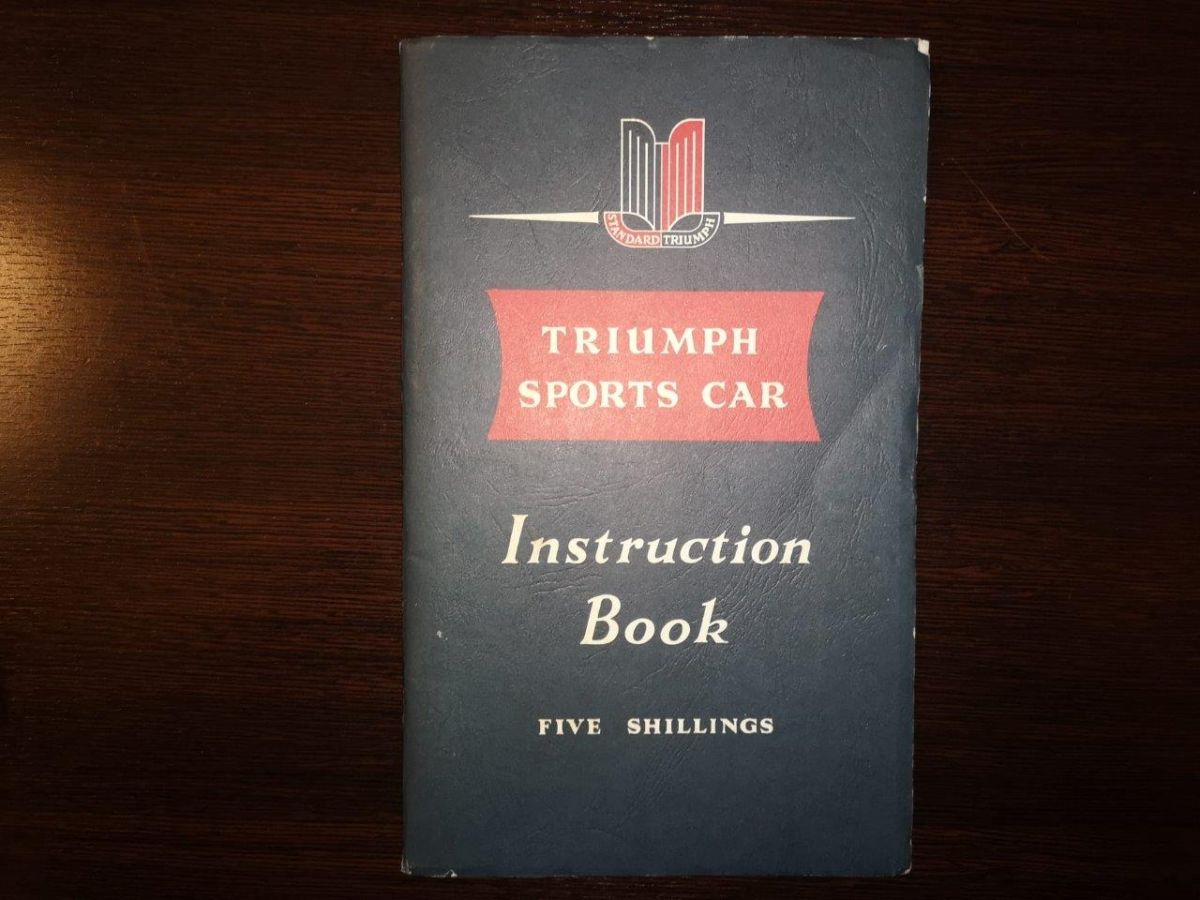 STANDARD TRIUMPH
TRIUMPH
SPORTS CAR
Instruction
Book
FIVE SHILLINGS